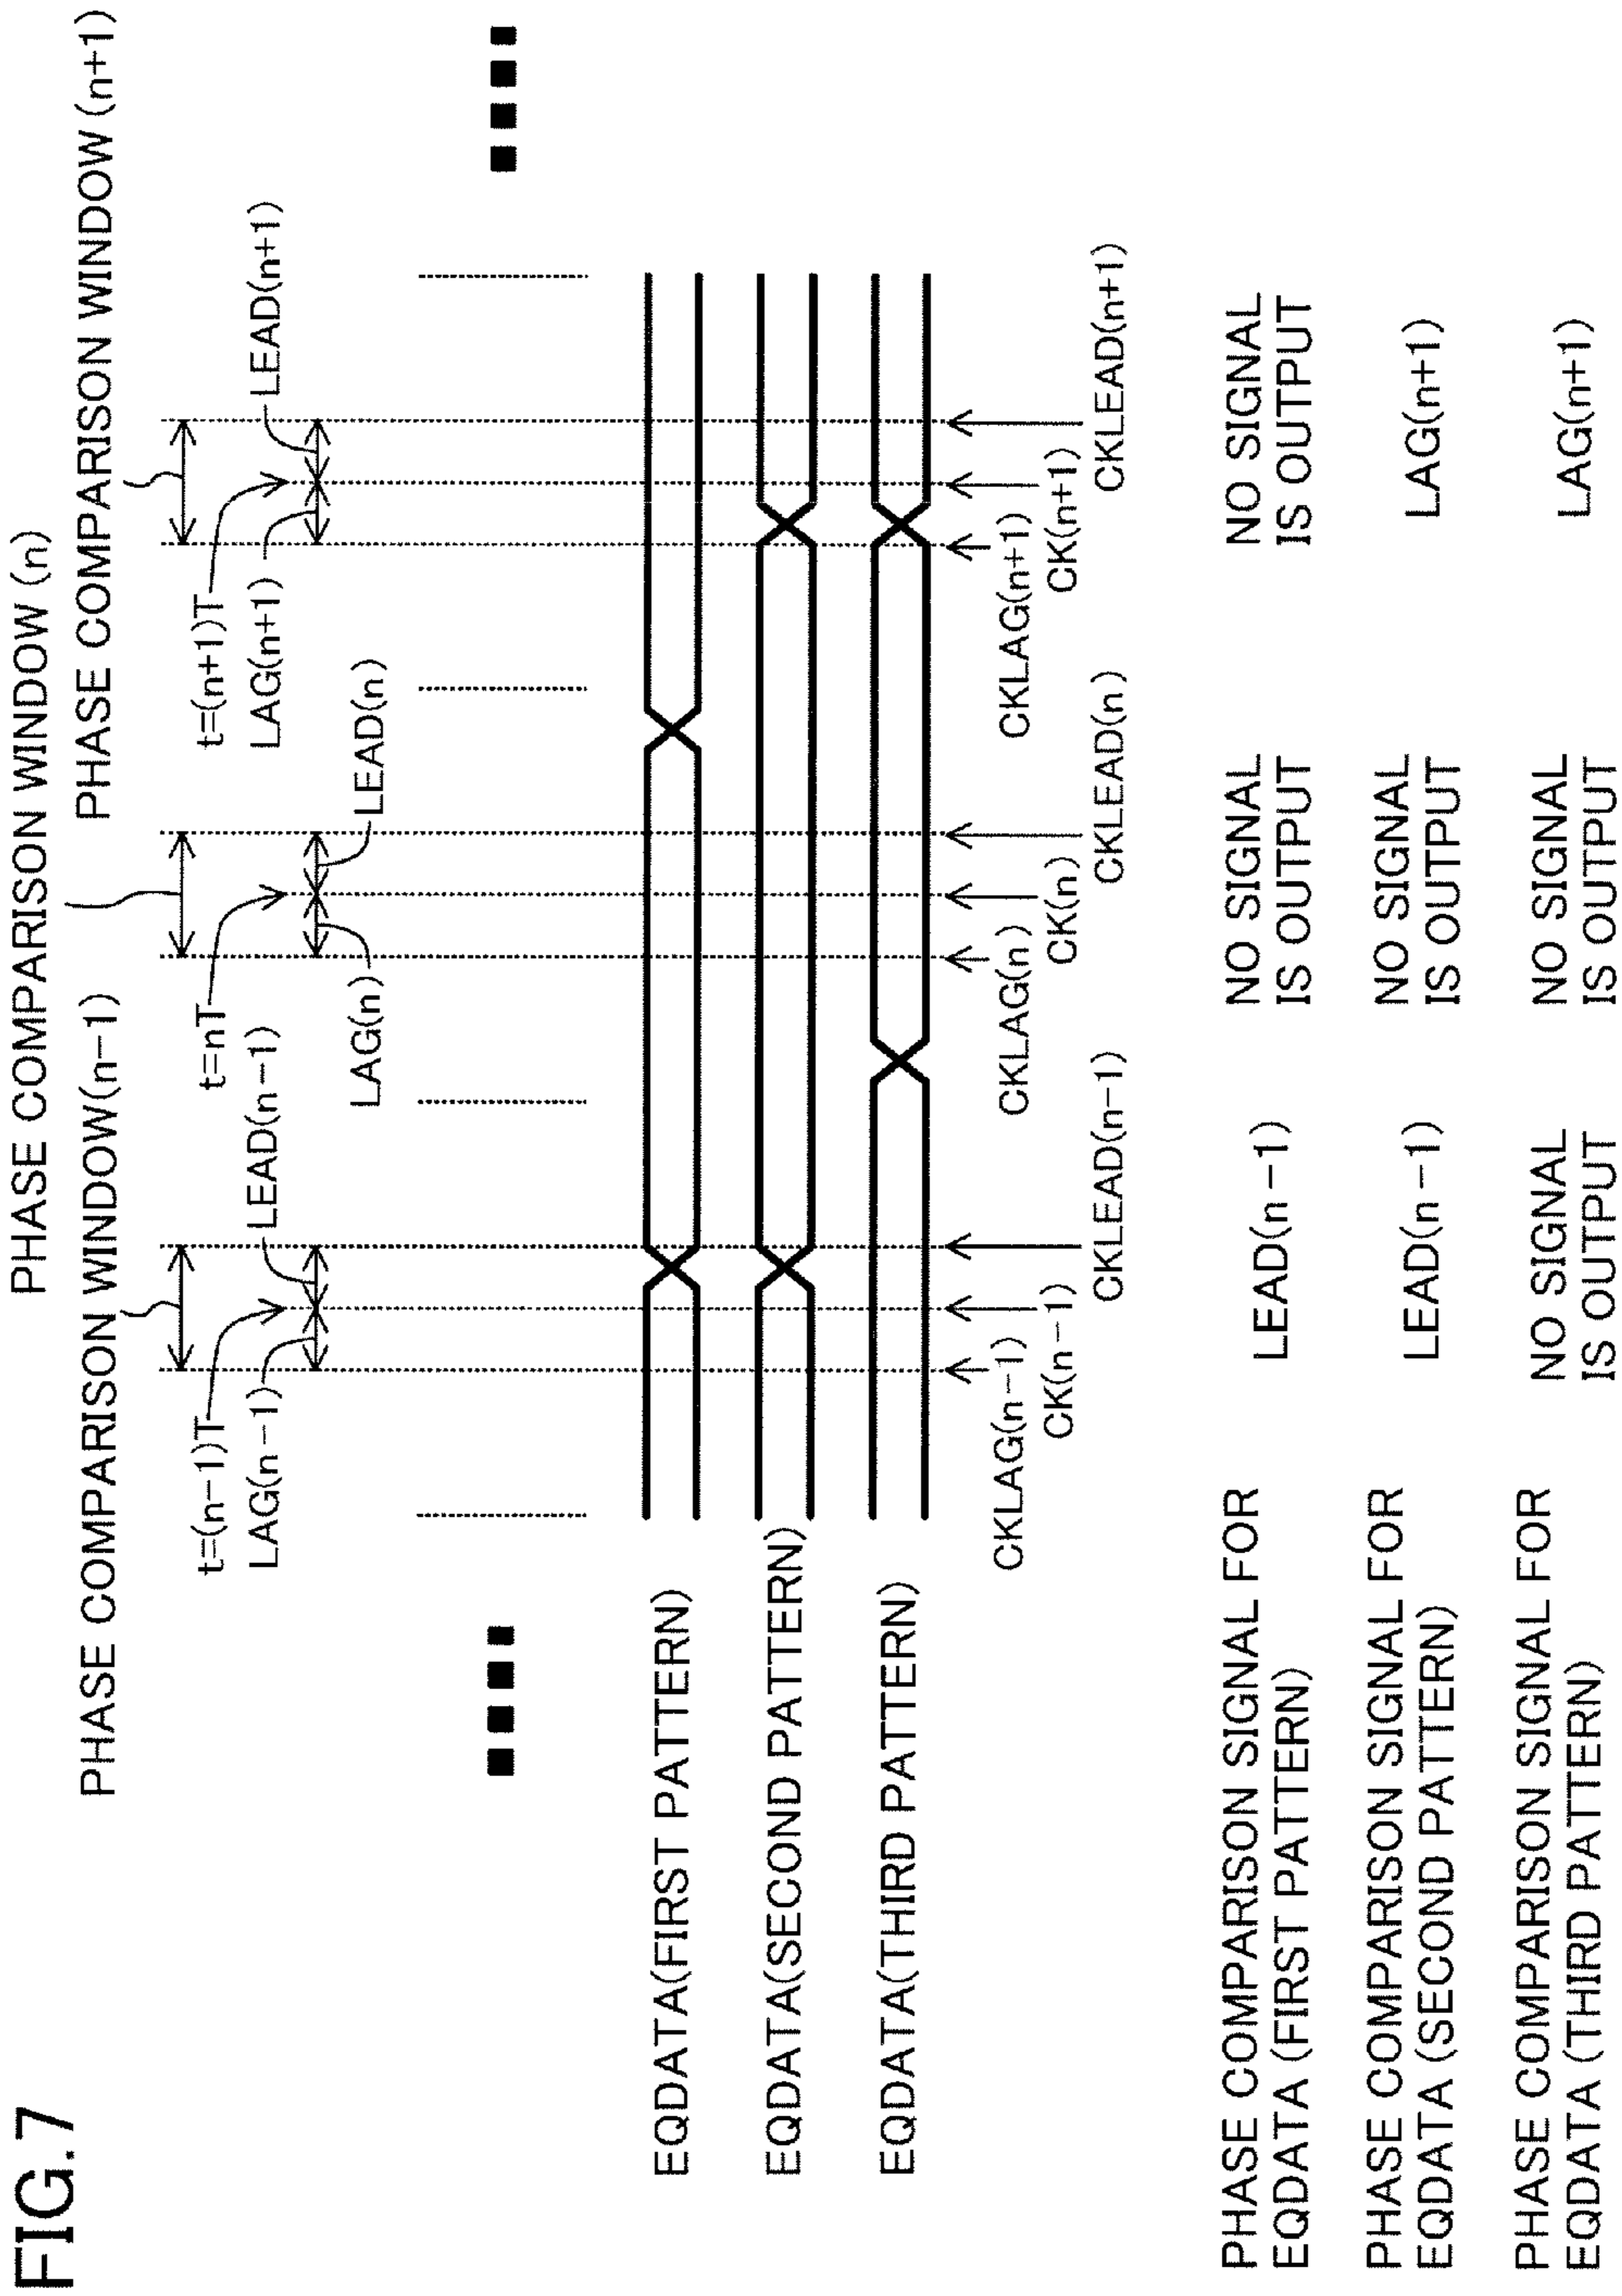 FIG.7
PHASE COMPARISON WINDOW (n)
PHASE COMPARISON WINDOW(n−1)
PHASE COMPARISON WINDOW (n+1)
t=(n−1)T
LAG(n−1)
LEAD(n−1)
t=nT
LAG(n)
LEAD(n)
t=(n+1)T
LAG(n+1)
LEAD(n+1)
EQDATA(FIRST PATTERN)
EQDATA(SECOND PATTERN)
EQDATA(THIRD PATTERN)
CKLAG(n−1)
CK(n−1)
CKLEAD(n−1)
CKLAG(n)
CK(n)
CKLEAD(n)
CKLAG(n+1)
CK(n+1)
CKLEAD(n+1)
PHASE COMPARISON SIGNAL FOR
EQDATA (FIRST PATTERN)
LEAD(n−1)
NO SIGNAL
IS OUTPUT
NO SIGNAL
IS OUTPUT
PHASE COMPARISON SIGNAL FOR
EQDATA (SECOND PATTERN)
LEAD(n−1)
NO SIGNAL
IS OUTPUT
LAG(n+1)
PHASE COMPARISON SIGNAL FOR
EQDATA (THIRD PATTERN)
NO SIGNAL
IS OUTPUT
NO SIGNAL
IS OUTPUT
LAG(n+1)